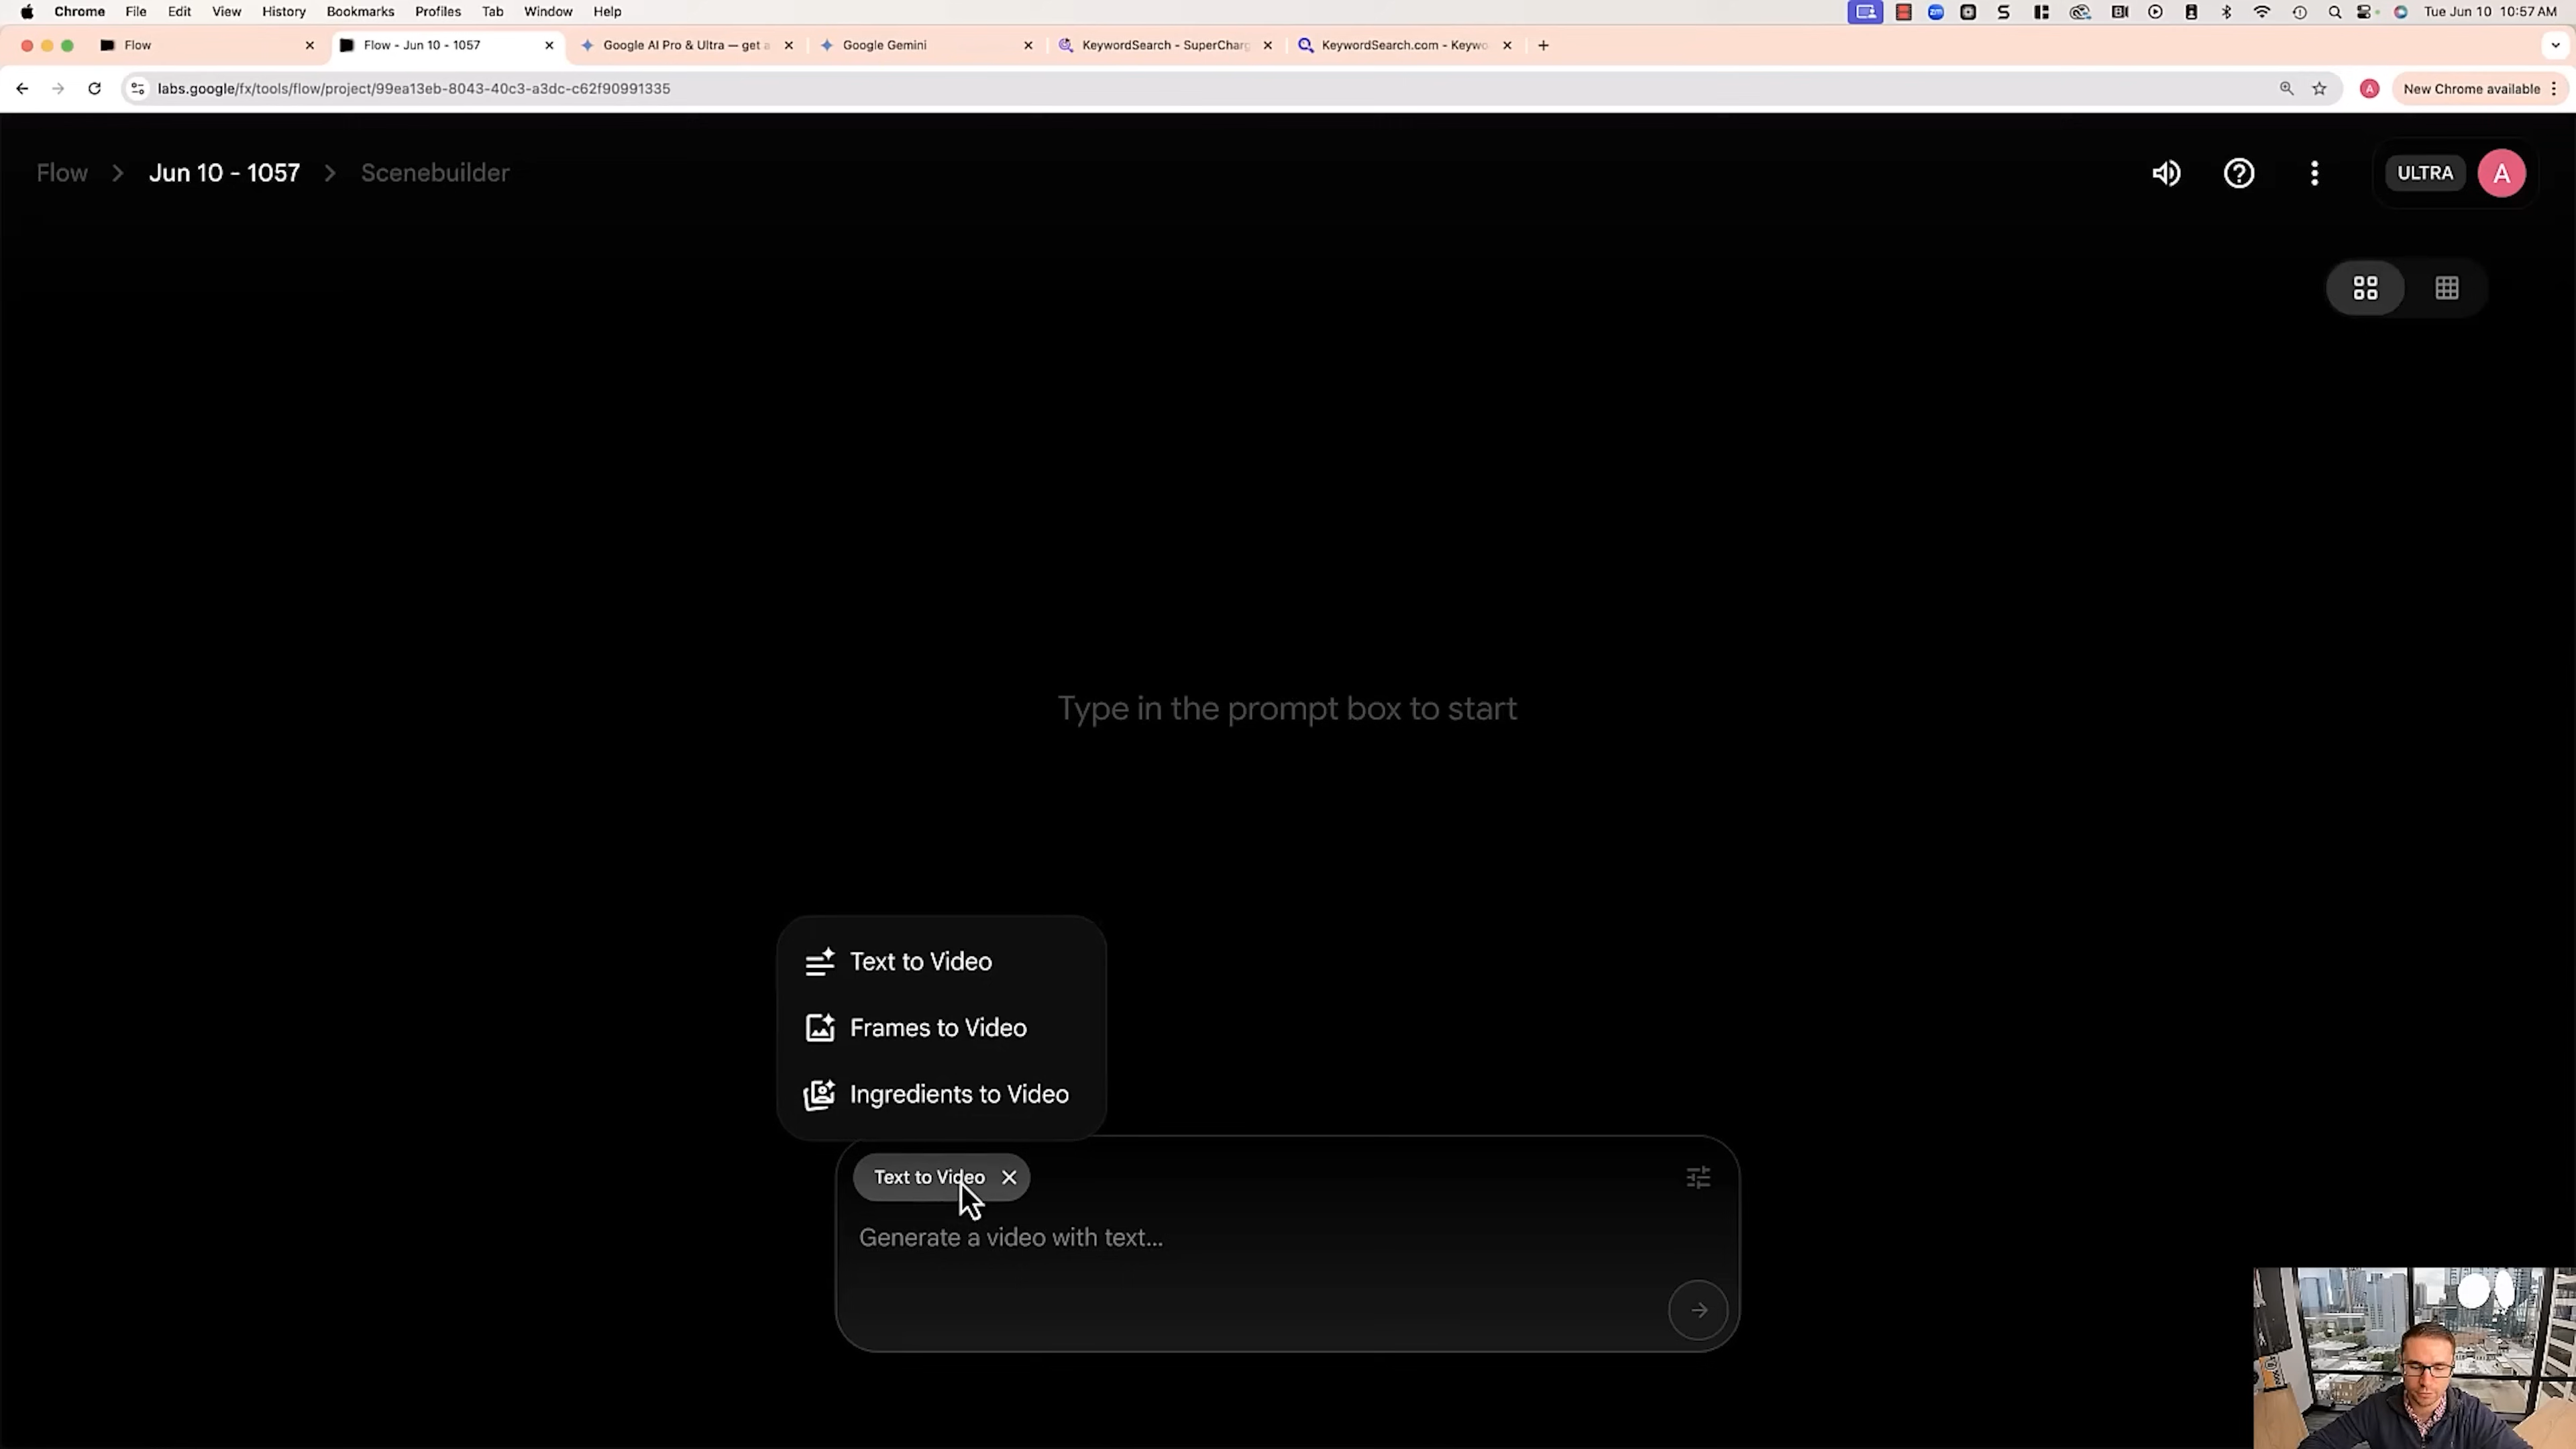 Chrome File Edit View History Bookmarks Profiles Tab Window Help zm Tue Jun 10 10:57 AM
Flow Flow - Jun 10 - 1057 Google AI Pro & Ultra — get a Google Gemini KeywordSearch - SuperCharg KeywordSearch.com - Keywo
labs.google/fx/tools/flow/project/99ea13eb-8043-40c3-a3dc-c62f90991335 A New Chrome available
Flow > Jun 10 - 1057 > Scenebuilder ULTRA A
Type in the prompt box to start
Text to Video
Frames to Video
Ingredients to Video
Text to Video
Generate a video with text...